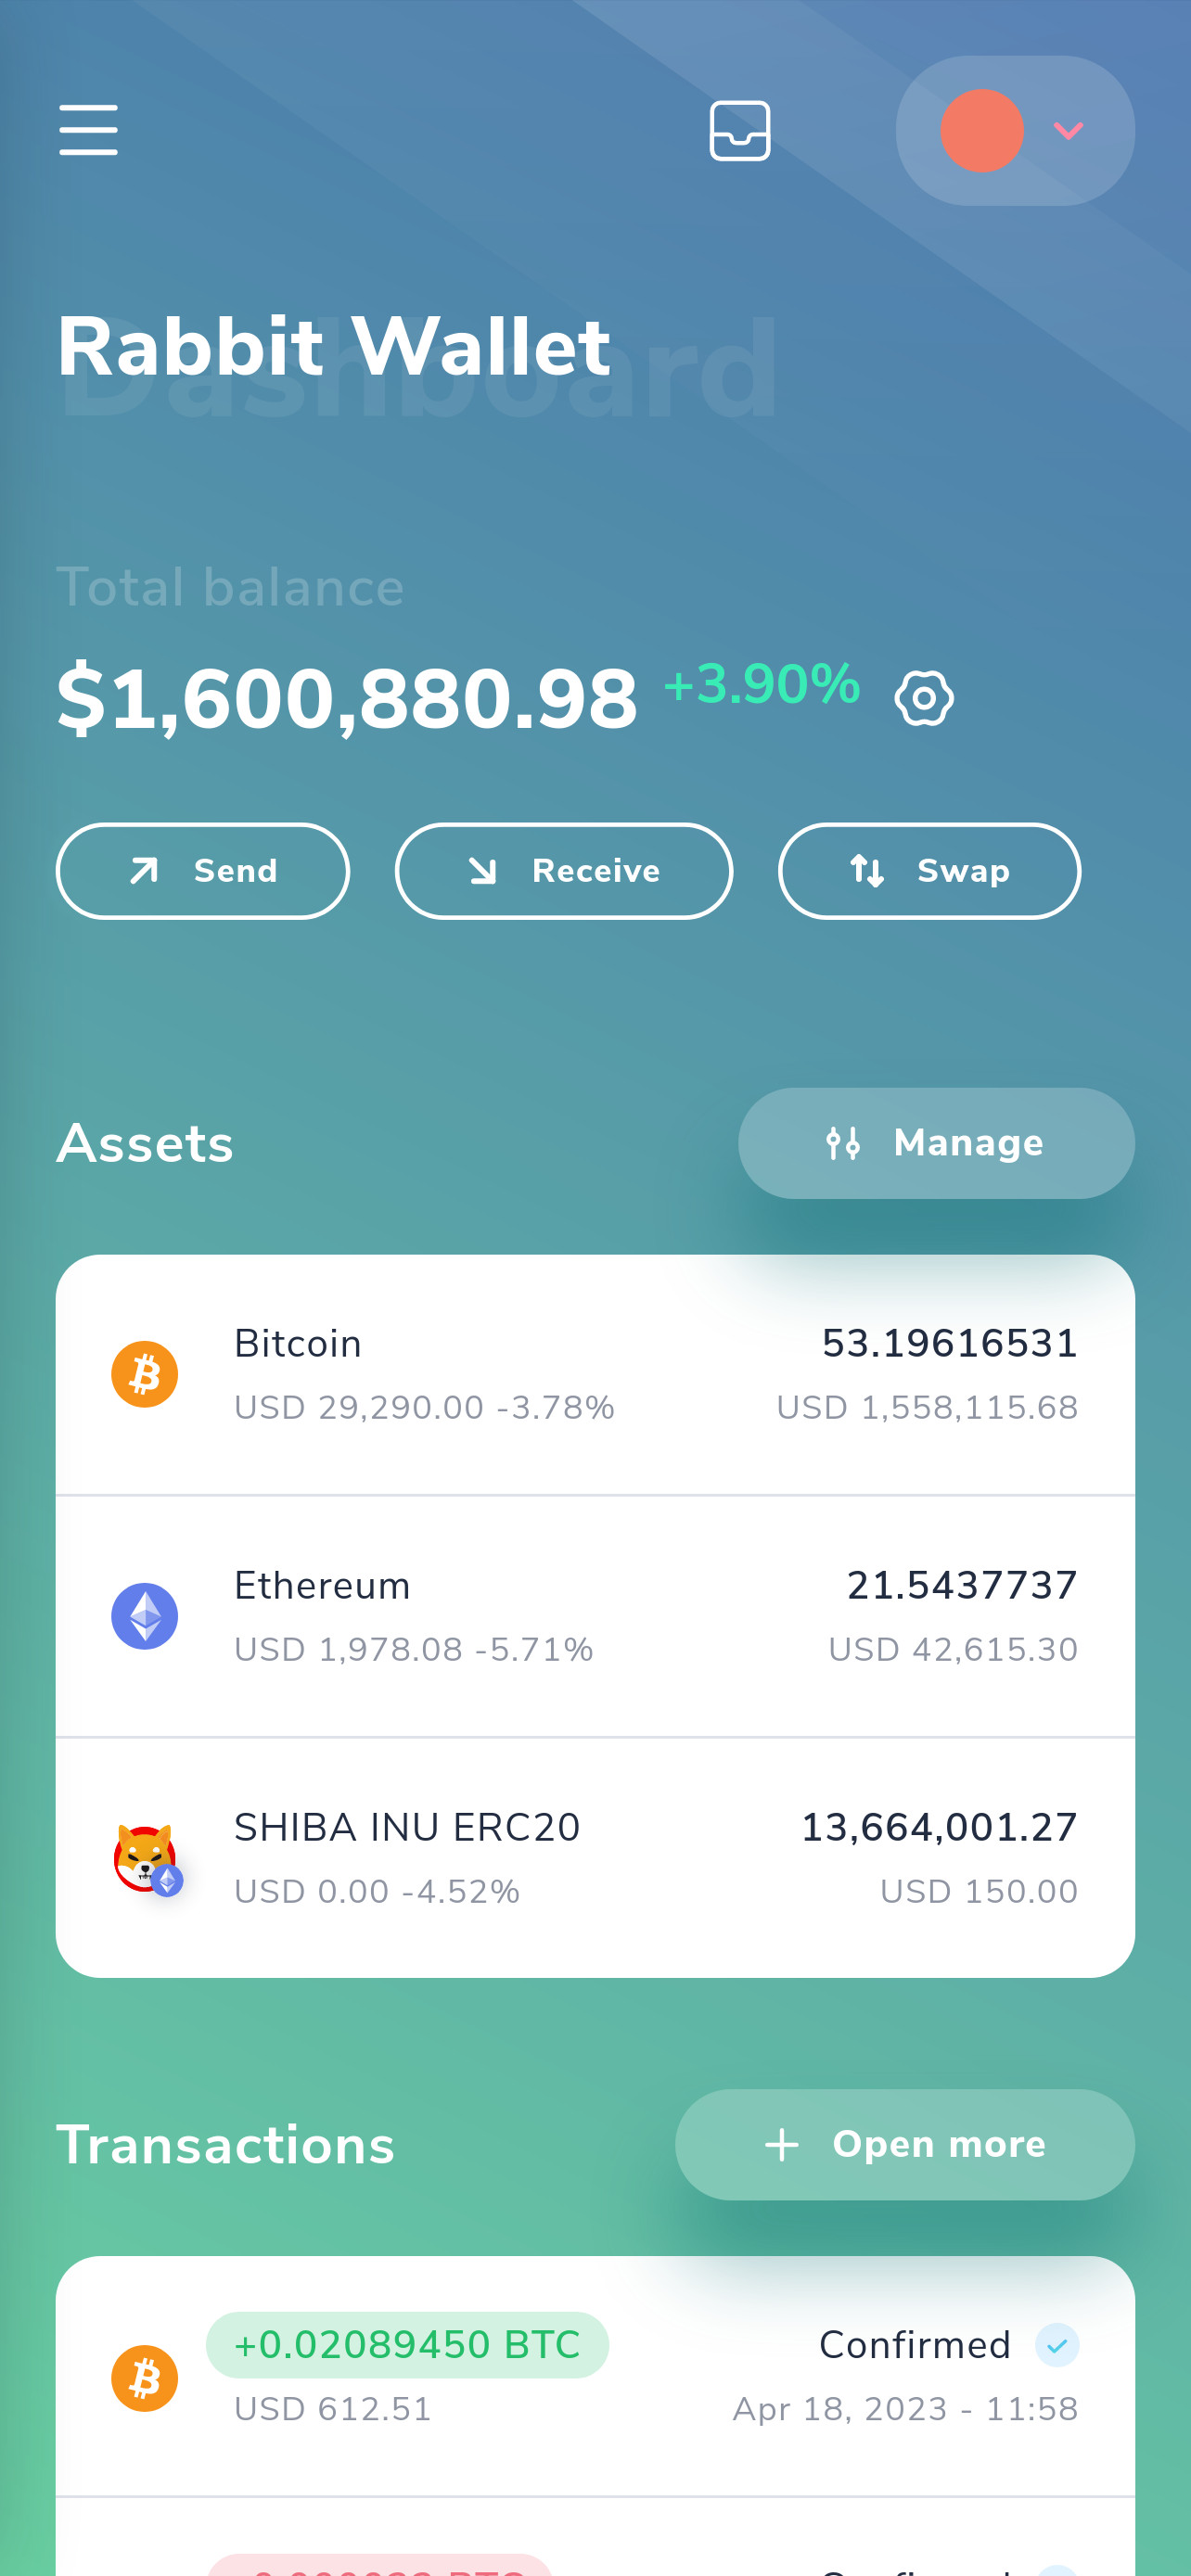 Rabbit Wallet
Dashboard
Total balance
$1,600,880.98 +3.90%
Send Receive Swap
Assets Manage
Bitcoin 53.19616531
USD 29,290.00 -3.78% USD 1,558,115.68
Ethereum 21.5437737
USD 1,978.08 -5.71% USD 42,615.30
SHIBA INU ERC20 13,664,001.27
USD 0.00 -4.52% USD 150.00
Transactions Open more
+0.02089450 BTC Confirmed
USD 612.51 Apr 18, 2023 - 11:58